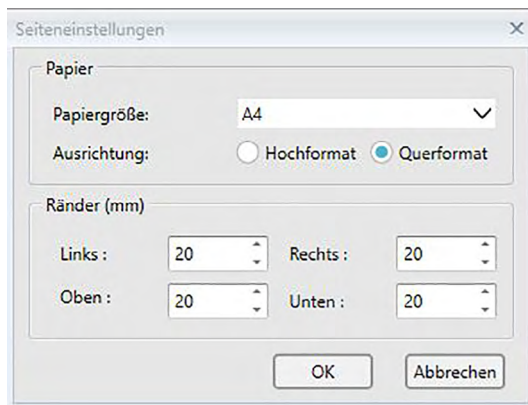 Seiteneinstellungen
Papier
Papiergröße: A4
Ausrichtung: Hochformat Querformat
Ränder (mm)
Links : 20 Rechts : 20
Oben : 20 Unten : 20
OK Abbrechen